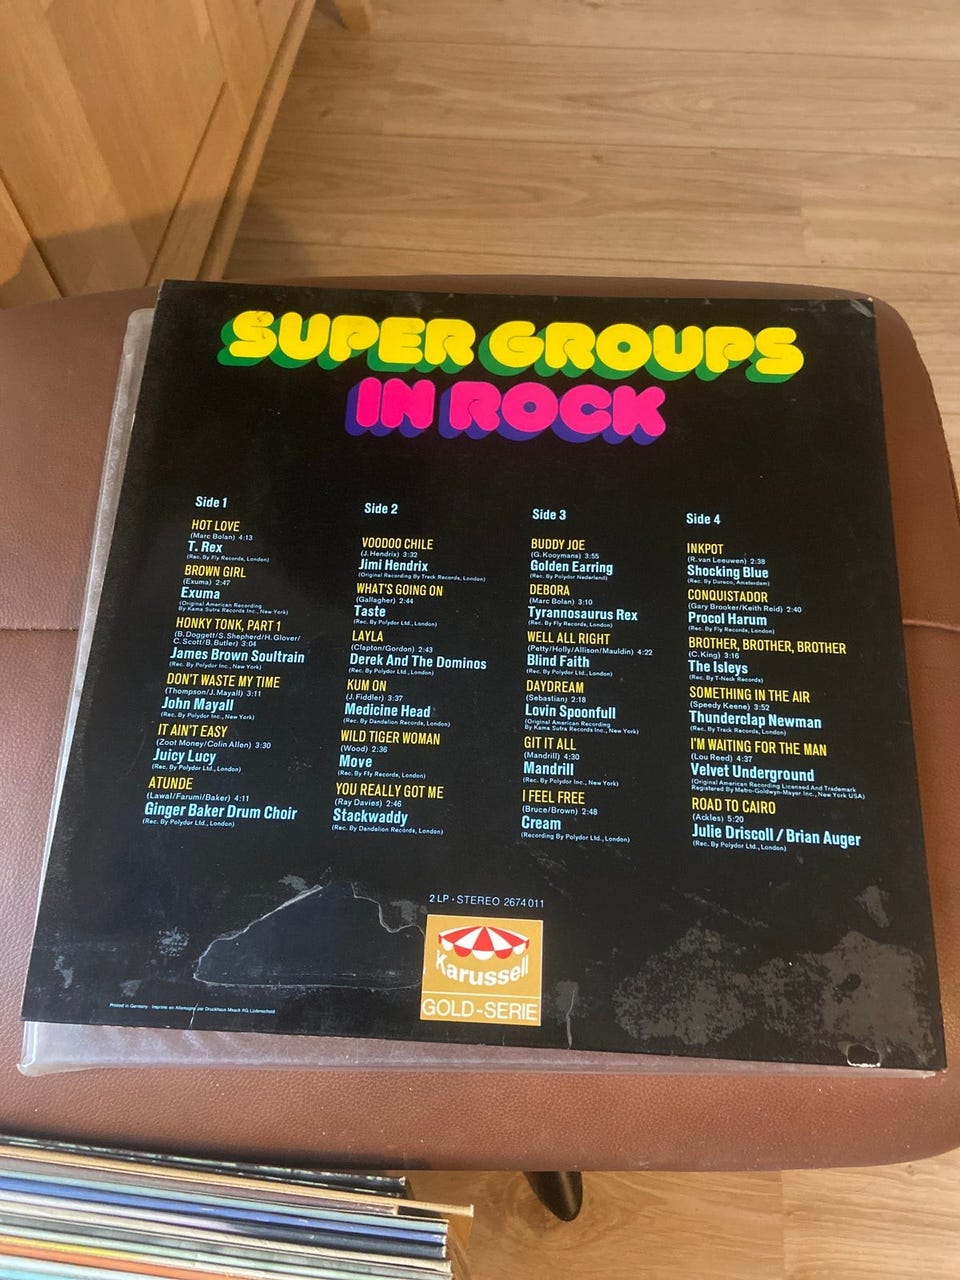 SUPER GROUPS
IN ROCK
Side 1
HOT LOVE
(Marc Bolan) 4:13
T. Rex
(Rec. By Fly Records, London)
BROWN GIRL
(Exuma) 2:47
Exuma
(Original American Recording
By Kama Sutra Records Inc., New York)
HONKY TONK, PART 1
(B. Doggett/S. Shepherd/H. Glover/
C. Scott/B. Butler) 3:04
James Brown Soultrain
(Rec. By Polydor Inc., New York)
DON'T WASTE MY TIME
(Thompson/J. Mayall) 3:11
John Mayall
(Rec. By Polydor Inc., New York)
IT AIN'T EASY
(Zoot Money/Colin Allen) 3:30
Juicy Lucy
(Rec. By Polydor Ltd., London)
ATUNDE
(Lawal/Farumi/Baker) 4:11
Ginger Baker Drum Choir
(Rec. By Polydor Ltd., London)
Side 2
VOODOO CHILE
(J. Hendrix) 3:32
Jimi Hendrix
(Original Recording By Track Records, London)
WHAT'S GOING ON
(Gallagher) 2:44
Taste
(Rec. By Polydor Ltd., London)
LAYLA
(Clapton/Gordon) 2:43
Derek And The Dominos
(Rec. By Polydor Ltd., London)
KUM ON
(J. Fiddler) 3:37
Medicine Head
(Rec. By Dandelion Records, London)
WILD TIGER WOMAN
(Wood) 2:36
Move
(Rec. By Fly Records, London)
YOU REALLY GOT ME
(Ray Davies) 2:46
Stackwaddy
(Rec. By Dandelion Records, London)
Side 3
BUDDY JOE
(G. Kooymans) 3:55
Golden Earring
(Rec. By Polydor Nederland)
DEBORA
(Marc Bolan) 3:10
Tyrannosaurus Rex
(Rec. By Fly Records, London)
WELL ALL RIGHT
(Petty/Holly/Allison/Mauldin) 4:22
Blind Faith
(Rec. By Polydor Ltd., London)
DAYDREAM
(Sebastian) 2:18
Lovin Spoonfull
(Original American Recording
By Kama Sutra Records Inc., New York)
GIT IT ALL
(Mandrill) 4:30
Mandrill
(Rec. By Polydor Inc., New York)
I FEEL FREE
(Bruce/Brown) 2:48
Cream
(Recording By Polydor Ltd., London)
Side 4
INKPOT
(R. van Leeuwen) 2:38
Shocking Blue
(Rec. By Dureco, Amsterdam)
CONQUISTADOR
(Gary Brooker/Keith Reid) 2:40
Procol Harum
(Rec. By Fly Records, London)
BROTHER, BROTHER, BROTHER
(C. King) 3:16
The Isleys
(Rec. By T-Neck Records)
SOMETHING IN THE AIR
(Speedy Keene) 3:52
Thunderclap Newman
(Rec. By Track Records, London)
I'M WAITING FOR THE MAN
(Lou Reed) 4:37
Velvet Underground
(Original American Recording Licensed And Trademark
Registered By Metro-Goldwyn-Mayer Inc., New York USA)
ROAD TO CAIRO
(Ackles) 5:20
Julie Driscoll / Brian Auger
(Rec. By Polydor Ltd., London)
2 LP · STEREO 2674 011
Karussell
GOLD-SERIE
Printed in Germany · Imprimé en Allemagne par Druckhaus Maack KG, Lüdenscheid